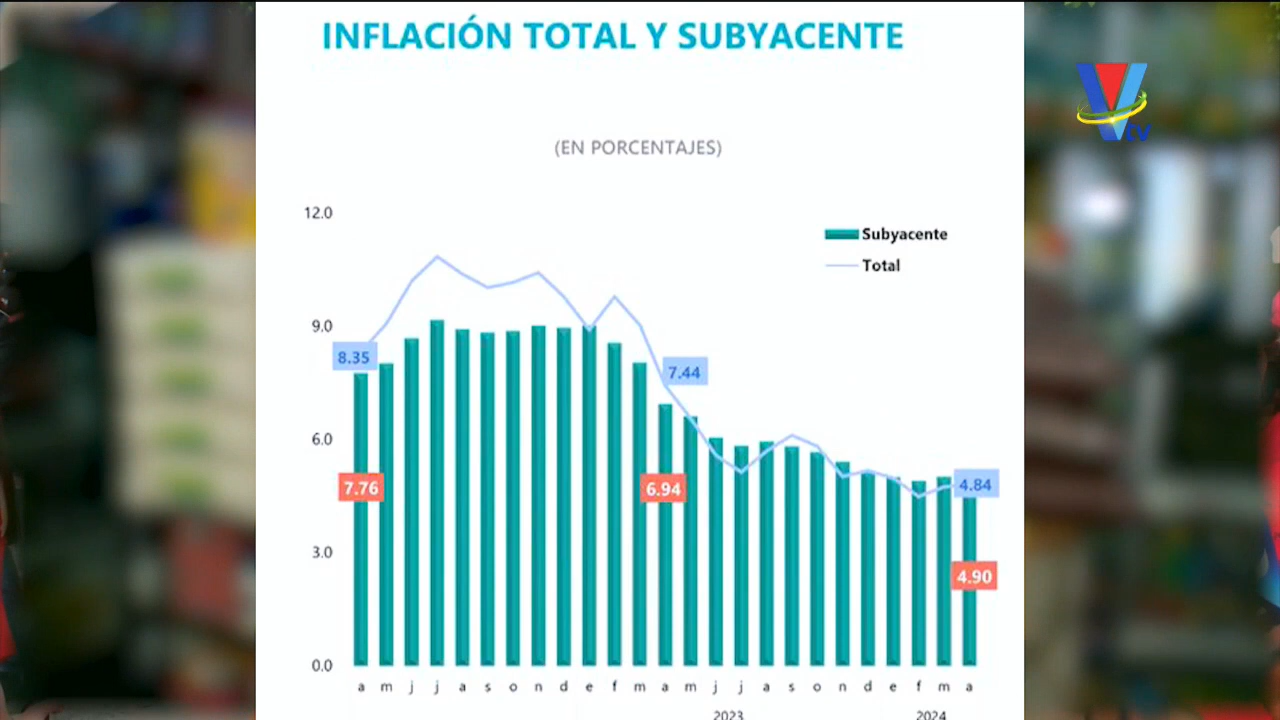 INFLACIÓN TOTAL Y SUBYACENTE
V
tv
(EN PORCENTAJES)
12.0
Subyacente
Total
9.0
8.35
7.44
6.0
7.76
6.94
4.84
3.0
4.90
0.0
a m j j a s o n d e f m a m j j a s o n d e f m a
2023 2024